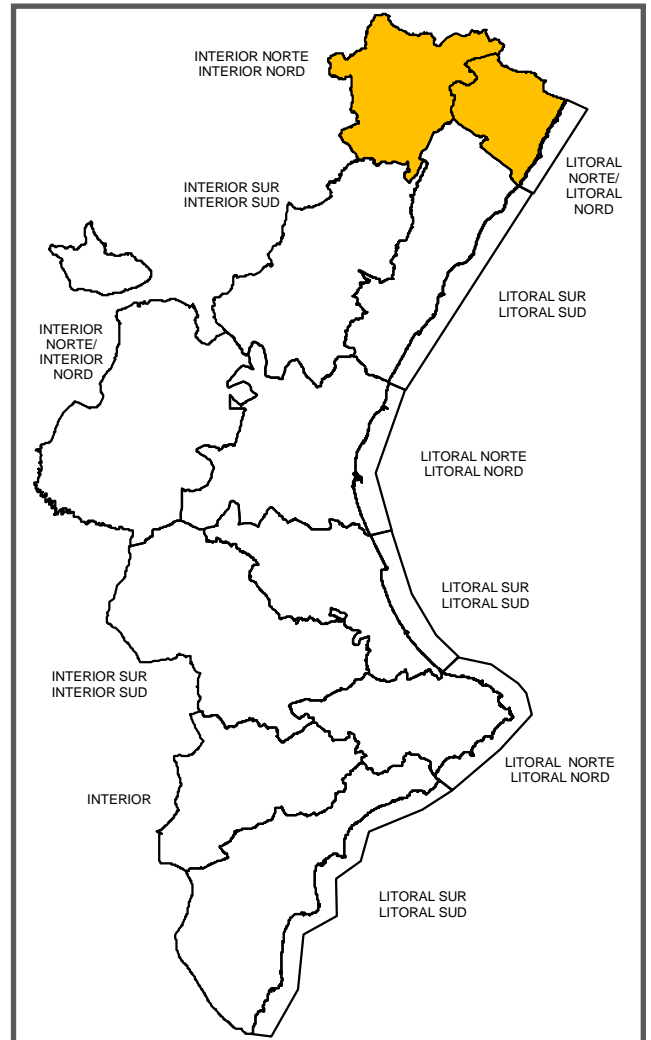 INTERIOR NORTE
INTERIOR NORD
LITORAL
NORTE/
LITORAL
NORD
INTERIOR SUR
INTERIOR SUD
LITORAL SUR
LITORAL SUD
INTERIOR
NORTE/
INTERIOR
NORD
LITORAL NORTE
LITORAL NORD
LITORAL SUR
LITORAL SUD
INTERIOR SUR
INTERIOR SUD
LITORAL NORTE
LITORAL NORD
INTERIOR
LITORAL SUR
LITORAL SUD